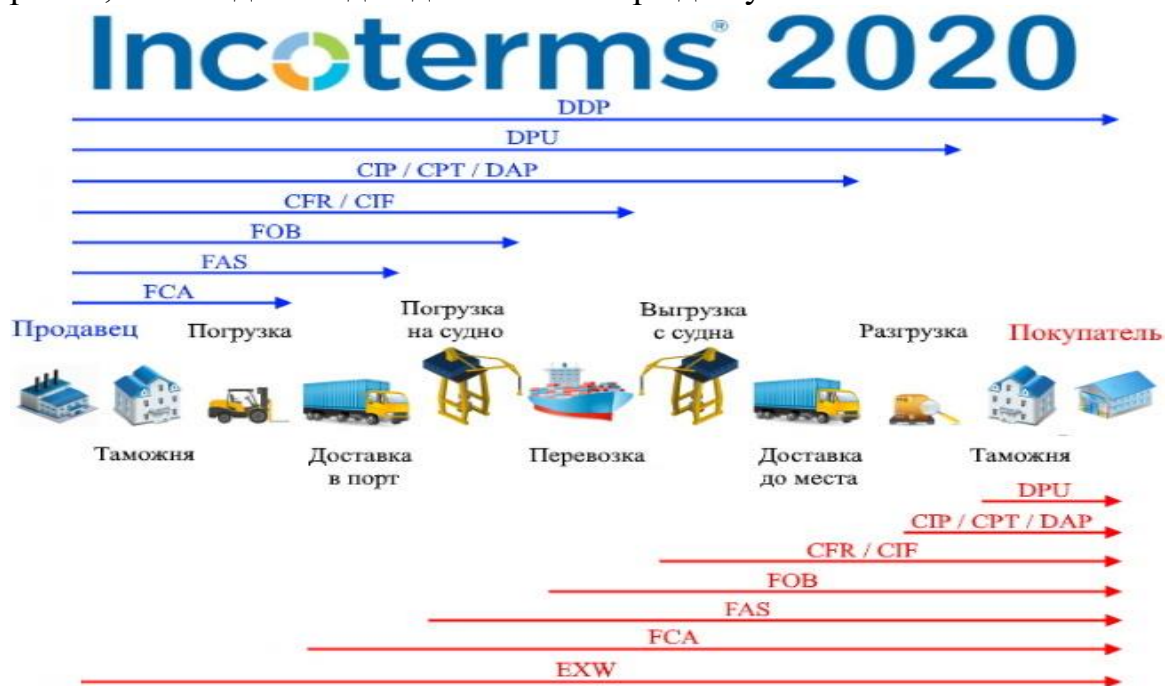 Incoterms® 2020
DDP
DPU
CIP / CPT / DAP
CFR / CIF
FOB
FAS
FCA
Продавец
Погрузка
Погрузка
на судно
Выгрузка
с судна
Разгрузка
Покупатель
Таможня
Доставка
в порт
Перевозка
Доставка
до места
Таможня
DPU
CIP / CPT / DAP
CFR / CIF
FOB
FAS
FCA
EXW